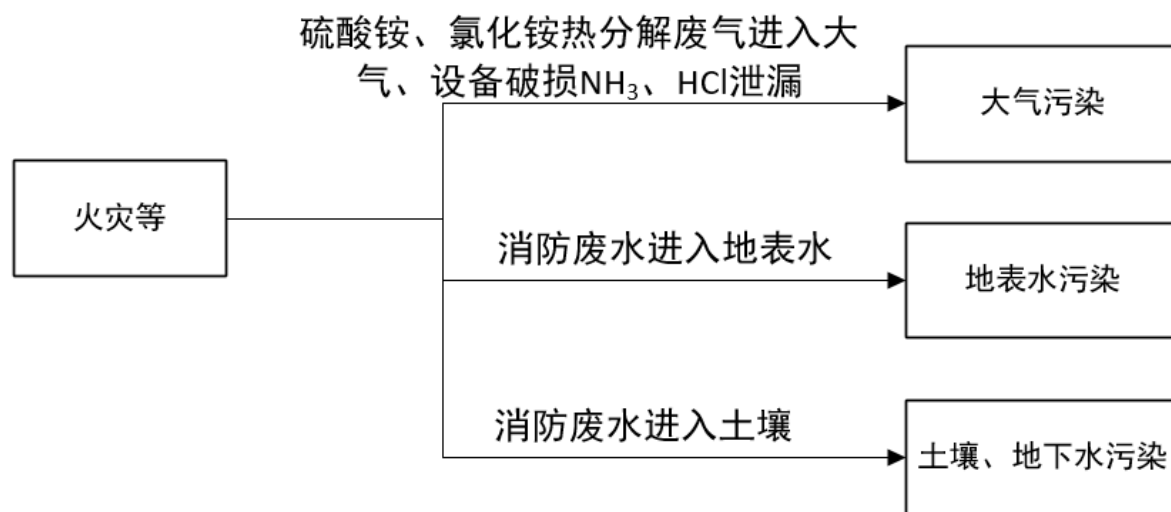 硫酸铵、氯化铵热分解废气进入大
气、设备破损NH₃、HCl泄漏
大气污染
火灾等
消防废水进入地表水
地表水污染
消防废水进入土壤
土壤、地下水污染